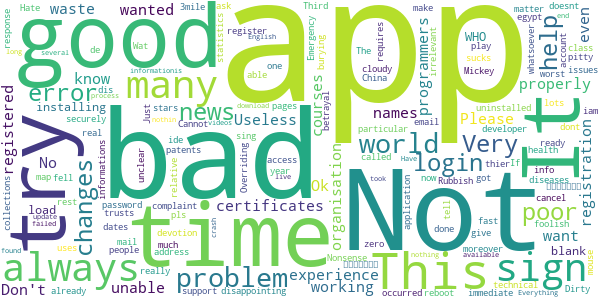 app
good
bad
Not
time
try
It
This
sign
always
many
error
news
problem
login
world
Very
poor
help
changes
certificates
organisation
experience
working
unable
Don't
load
No
Ok
want
blank
Please
names
WHO
play
Mickey
programmers
courses
Useless
properly
even
know
installing
wanted
waste
Hate
response
3mile
register
de
Wat
ask
statistics
Third
Emergency
burying
English
able
one
long
several
process
dis
pages
nothing
download
informationis
videos
stars
Just
securely
real
map
fell
rest
registered
collections
informations
trusts
password
complaint
pls
dates
mail
people
address
much
already
really
support
disappointing
update
failed
uses
crash
found
unclear
Cannot
ide
patents
relative
devotion
Overriding
sing
access
year
live
The
requires
cloudy
China
make
irrelevant
matter
egypt
doesnt
end
class
worst
pitty
issues
sucks
account
whatsoever
betrayal
email
developer
uninstalled
iam
lots
dont
registration
particular
called
Have
now
Rubbish
got
thier
If
health
diseases
ready
info
cancel
application
took
done
tell
fast
give
zero
moreover
available
Nonsense
occurred
reboot
immediate
Everything
technical
foolish
mouse
Dirty